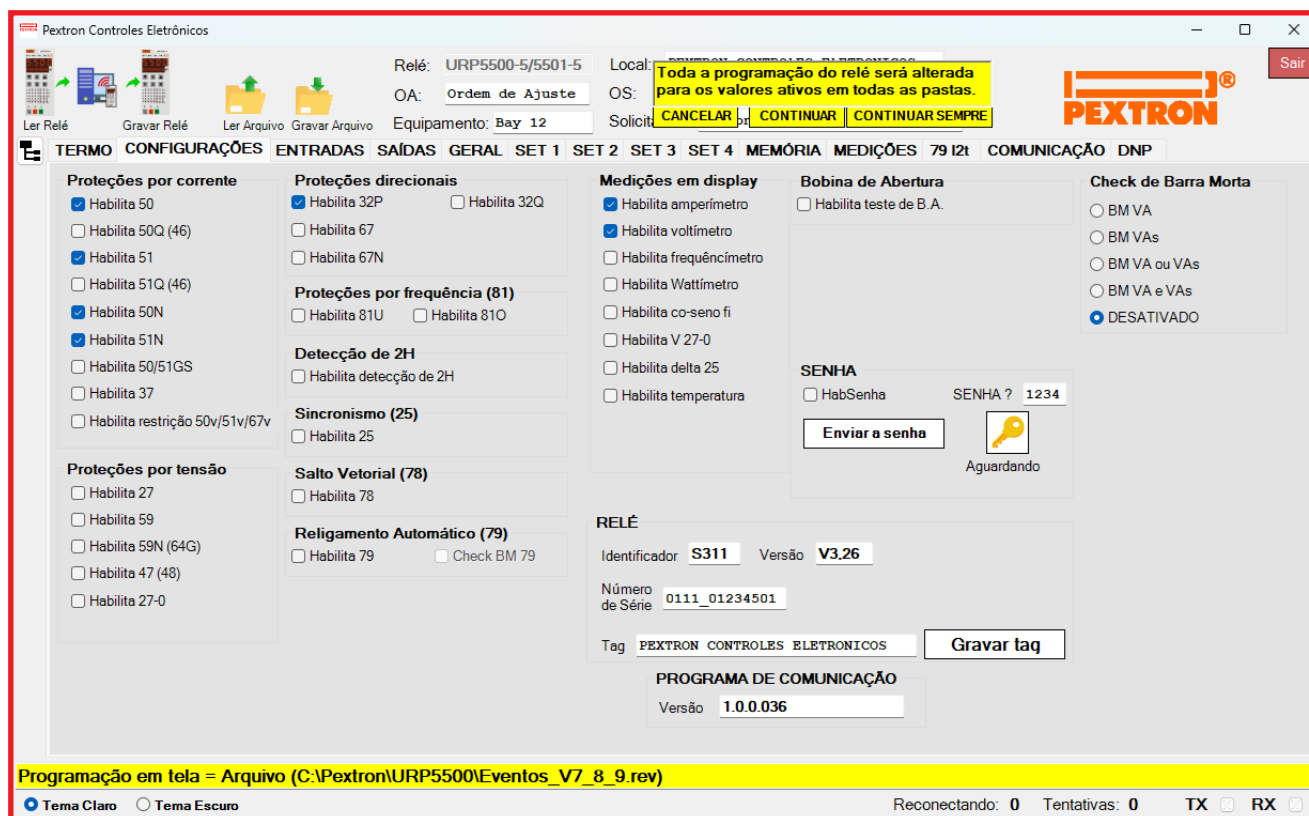 Pextron Controles Eletrônicos
Relé: URP5500-5/5501-5
OA: Ordem de Ajuste
Equipamento: Bay 12
Local: PEXTRON CONTROLES ELETRONICOS
OS:
Toda a programação do relé será alterada
para os valores ativos em todas as pastas.
CANCELAR CONTINUAR CONTINUAR SEMPRE
PEXTRON ®
Sair
Ler Relé Gravar Relé Ler Arquivo Gravar Arquivo
TERMO CONFIGURAÇÕES ENTRADAS SAÍDAS GERAL SET 1 SET 2 SET 3 SET 4 MEMÓRIA MEDIÇÕES 79 I2t COMUNICAÇÃO DNP
Proteções por corrente
Habilita 50
Habilita 50Q (46)
Habilita 51
Habilita 51Q (46)
Habilita 50N
Habilita 51N
Habilita 50/51GS
Habilita 37
Habilita restrição 50v/51v/67v
Proteções por tensão
Habilita 27
Habilita 59
Habilita 59N (64G)
Habilita 47 (48)
Habilita 27-0
Proteções direcionais
Habilita 32P Habilita 32Q
Habilita 67
Habilita 67N
Proteções por frequência (81)
Habilita 81U Habilita 81O
Detecção de 2H
Habilita detecção de 2H
Sincronismo (25)
Habilita 25
Salto Vetorial (78)
Habilita 78
Religamento Automático (79)
Habilita 79 Check BM 79
Medições em display
Habilita amperímetro
Habilita voltímetro
Habilita frequêncímetro
Habilita Wattímetro
Habilita co-seno fi
Habilita V 27-0
Habilita delta 25
Habilita temperatura
Bobina de Abertura
Habilita teste de B.A.
SENHA
HabSenha SENHA ? 1234
Enviar a senha
Aguardando
Check de Barra Morta
BM VA
BM VAs
BM VA ou VAs
BM VA e VAs
DESATIVADO
RELÉ
Identificador S311 Versão V3,26
Número
de Série 0111_01234501
Tag PEXTRON CONTROLES ELETRONICOS Gravar tag
PROGRAMA DE COMUNICAÇÃO
Versão 1.0.0.036
Programação em tela = Arquivo (C:\Pextron\URP5500\Eventos_V7_8_9.rev)
Tema Claro Tema Escuro
Reconectando: 0 Tentativas: 0 TX RX